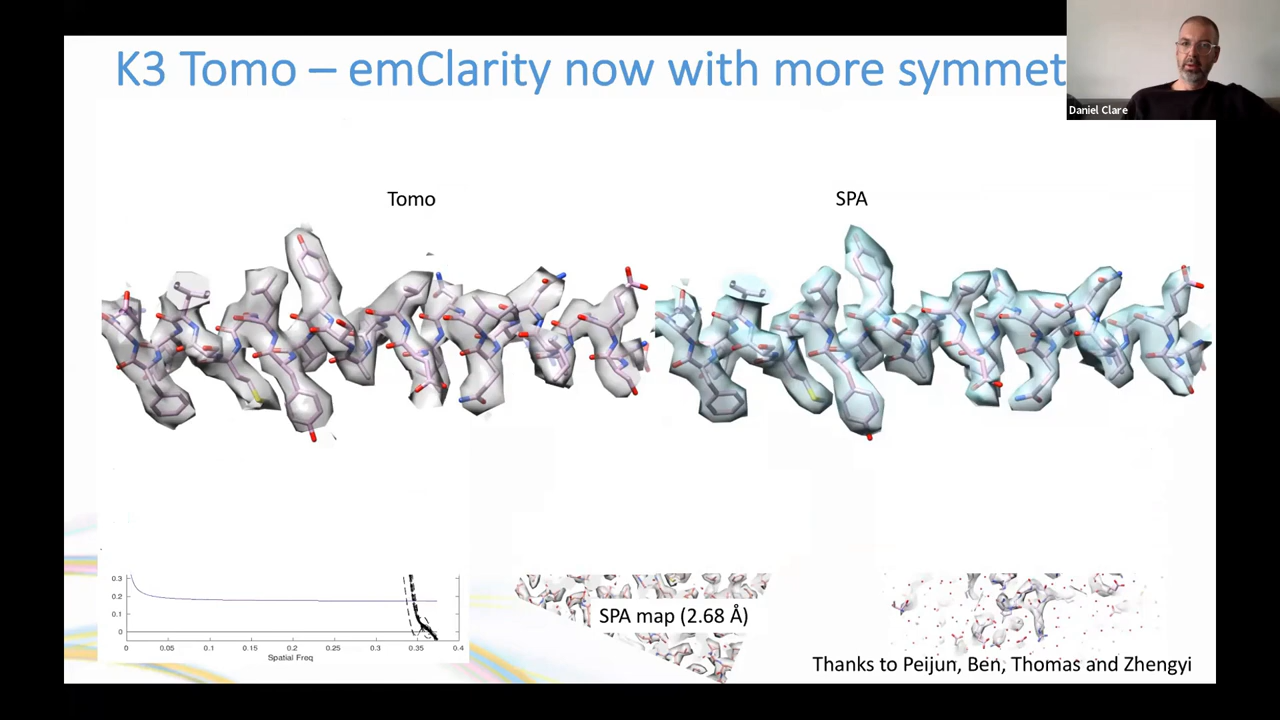 K3 Tomo – emClarity now with more symmet
Daniel Clare
Tomo
SPA
0.3
0.2
0.1
0
0 0.05 0.1 0.15 0.2 0.25 0.3 0.35 0.4
Spatial Freq
SPA map (2.68 Å)
Thanks to Peijun, Ben, Thomas and Zhengyi